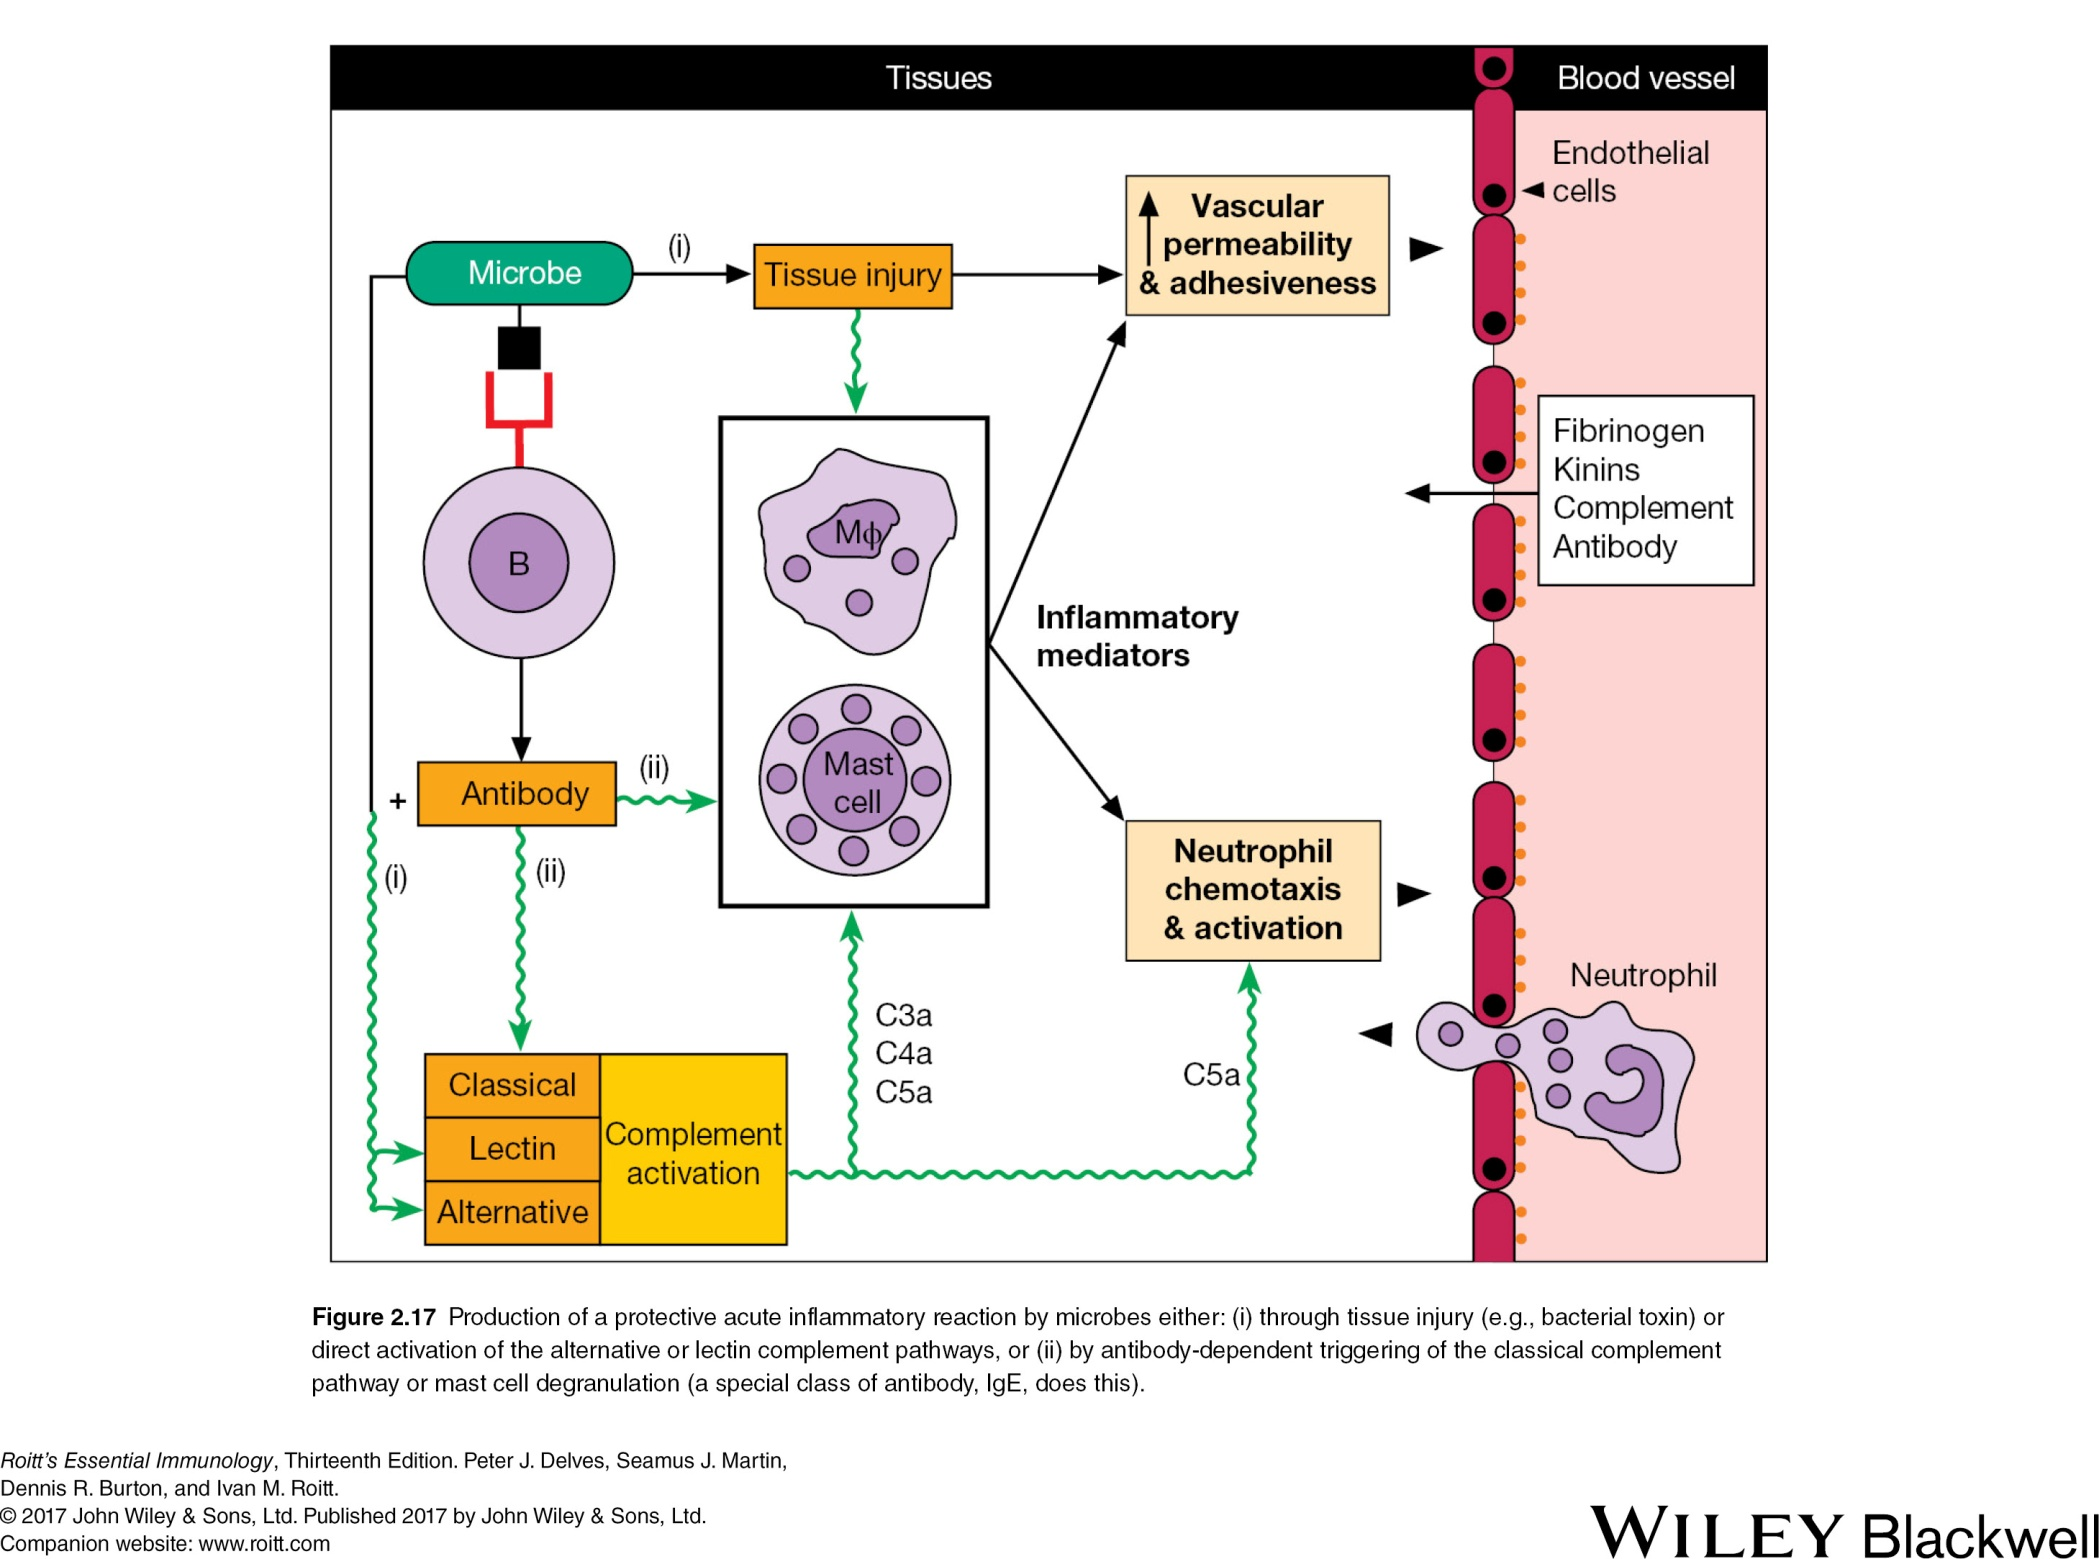 Tissues
Blood vessel
Endothelial
cells
Vascular
permeability
& adhesiveness
(i)
Microbe
Tissue injury
Fibrinogen
Kinins
Complement
Antibody
Mϕ
B
Inflammatory
mediators
Mast
cell
(ii)
+
Antibody
(i)
(ii)
Neutrophil
chemotaxis
& activation
Neutrophil
C3a
C4a
C5a
C5a
Classical
Lectin
Alternative
Complement
activation
Figure 2.17 Production of a protective acute inflammatory reaction by microbes either: (i) through tissue injury (e.g., bacterial toxin) or
direct activation of the alternative or lectin complement pathways, or (ii) by antibody-dependent triggering of the classical complement
pathway or mast cell degranulation (a special class of antibody, IgE, does this).
Roitt's Essential Immunology, Thirteenth Edition. Peter J. Delves, Seamus J. Martin,
Dennis R. Burton, and Ivan M. Roitt.
© 2017 John Wiley & Sons, Ltd. Published 2017 by John Wiley & Sons, Ltd.
Companion website: www.roitt.com
WILEY Blackwell